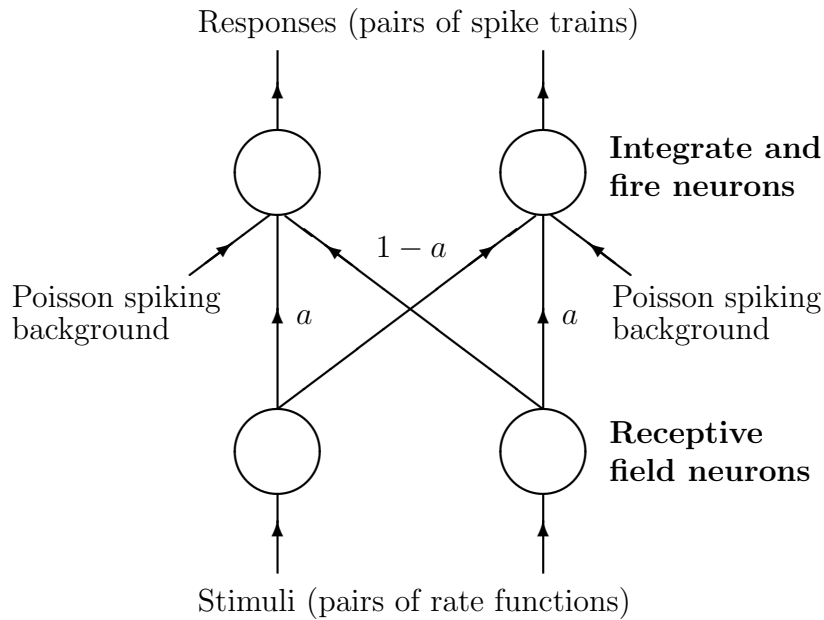 Responses (pairs of spike trains)
Integrate and
fire neurons
1 − a
Poisson spiking
background
a
a
Poisson spiking
background
Receptive
field neurons
Stimuli (pairs of rate functions)